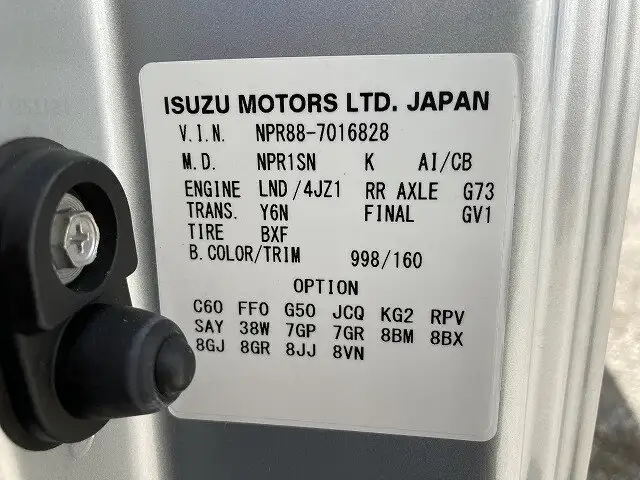 ISUZU MOTORS LTD. JAPAN
V.I.N. NPR88-7016828
M.D. NPR1SN K AI/CB
ENGINE LND/4JZ1 RR AXLE G73
TRANS. Y6N FINAL GV1
TIRE BXF
B.COLOR/TRIM 998/160
OPTION
C60 FF0 G50 JCQ KG2 RPV
SAY 38W 7GP 7GR 8BM 8BX
8GJ 8GR 8JJ 8VN